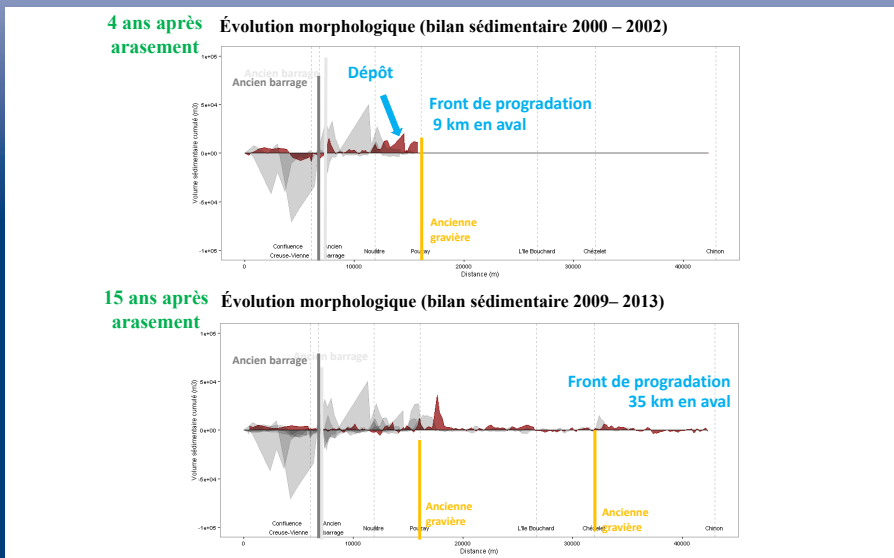 4 ans après
arasement
Évolution morphologique (bilan sédimentaire 2000 – 2002)
Ancien barrage
Ancien barrage
Dépôt
Front de progradation
9 km en aval
Ancienne
gravière
Volume sédimentaire cumulé (m3)
1e+05
5e+04
0e+00
-5e+04
-1e+05
Confluence
Creuse-Vienne
Ancien
barrage
Nouâtre
Pouzay
L'Ile Bouchard
Chézelet
Chinon
0
10000
20000
30000
40000
Distance (m)
15 ans après
arasement
Évolution morphologique (bilan sédimentaire 2009– 2013)
Ancien barrage
Ancien barrage
Front de progradation
35 km en aval
Ancienne
gravière
Ancienne
gravière
Volume sédimentaire cumulé (m3)
1e+05
5e+04
0e+00
-5e+04
-1e+05
Confluence
Creuse-Vienne
Ancien
barrage
Nouâtre
Pouzay
L'Ile Bouchard
Chézelet
Chinon
0
10000
20000
30000
40000
Distance (m)